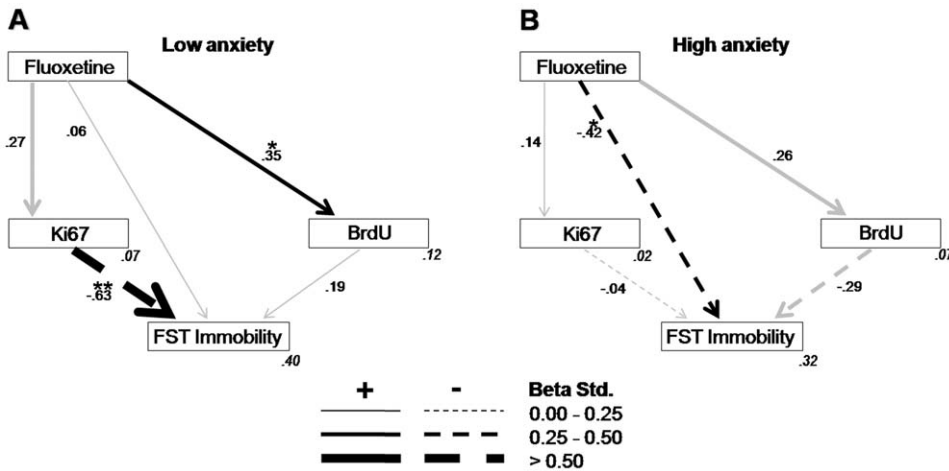 A
Low anxiety
Fluoxetine
.27
.06
*
.35
Ki67
.07
BrdU
.12
**
-.63
.19
FST Immobility
.40
B
High anxiety
Fluoxetine
.14
*
-.42
.26
Ki67
.02
BrdU
.07
-.04
-.29
FST Immobility
.32
+ - Beta Std.
0.00 - 0.25
0.25 - 0.50
> 0.50